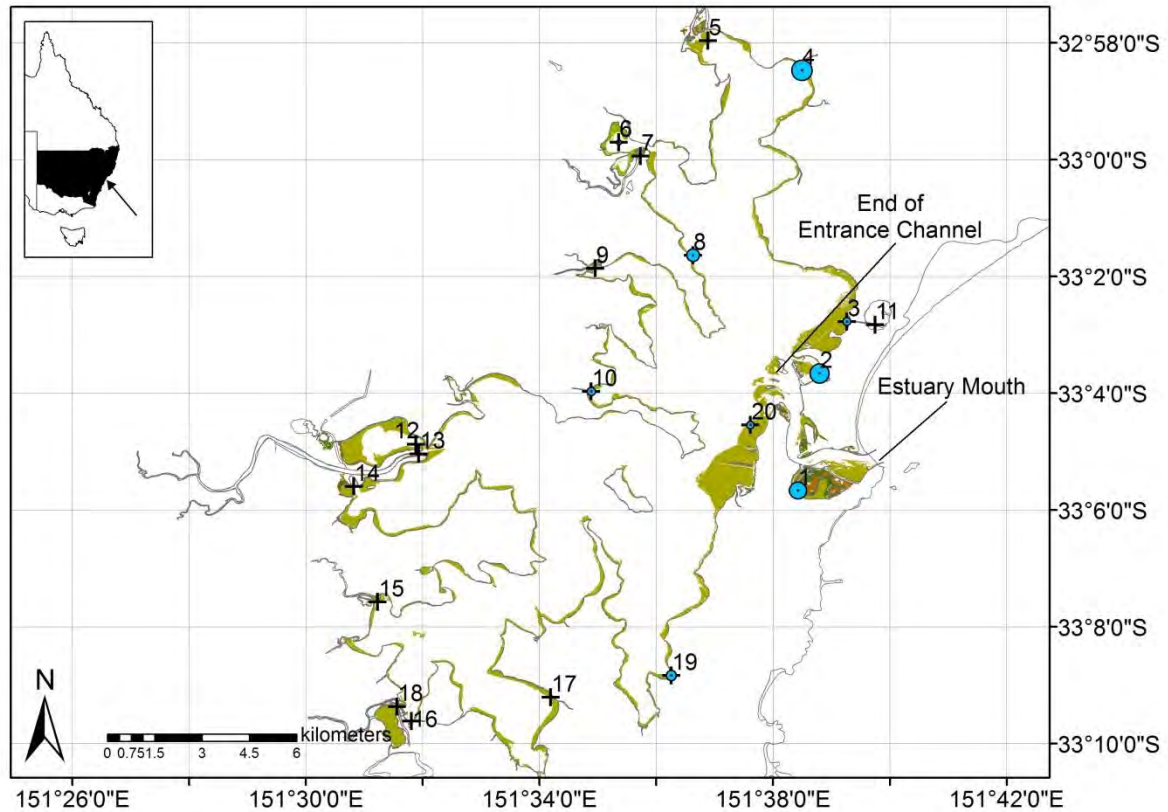 5
4
32°58'0"S
6
7
33°0'0"S
End of
Entrance Channel
8
9
33°2'0"S
3
11
2
Estuary Mouth
10
33°4'0"S
20
12
13
14
1
33°6'0"S
15
33°8'0"S
19
N
17
18
16
kilometers
0 0.75 1.5 3 4.5 6
33°10'0"S
151°26'0"E
151°30'0"E
151°34'0"E
151°38'0"E
151°42'0"E